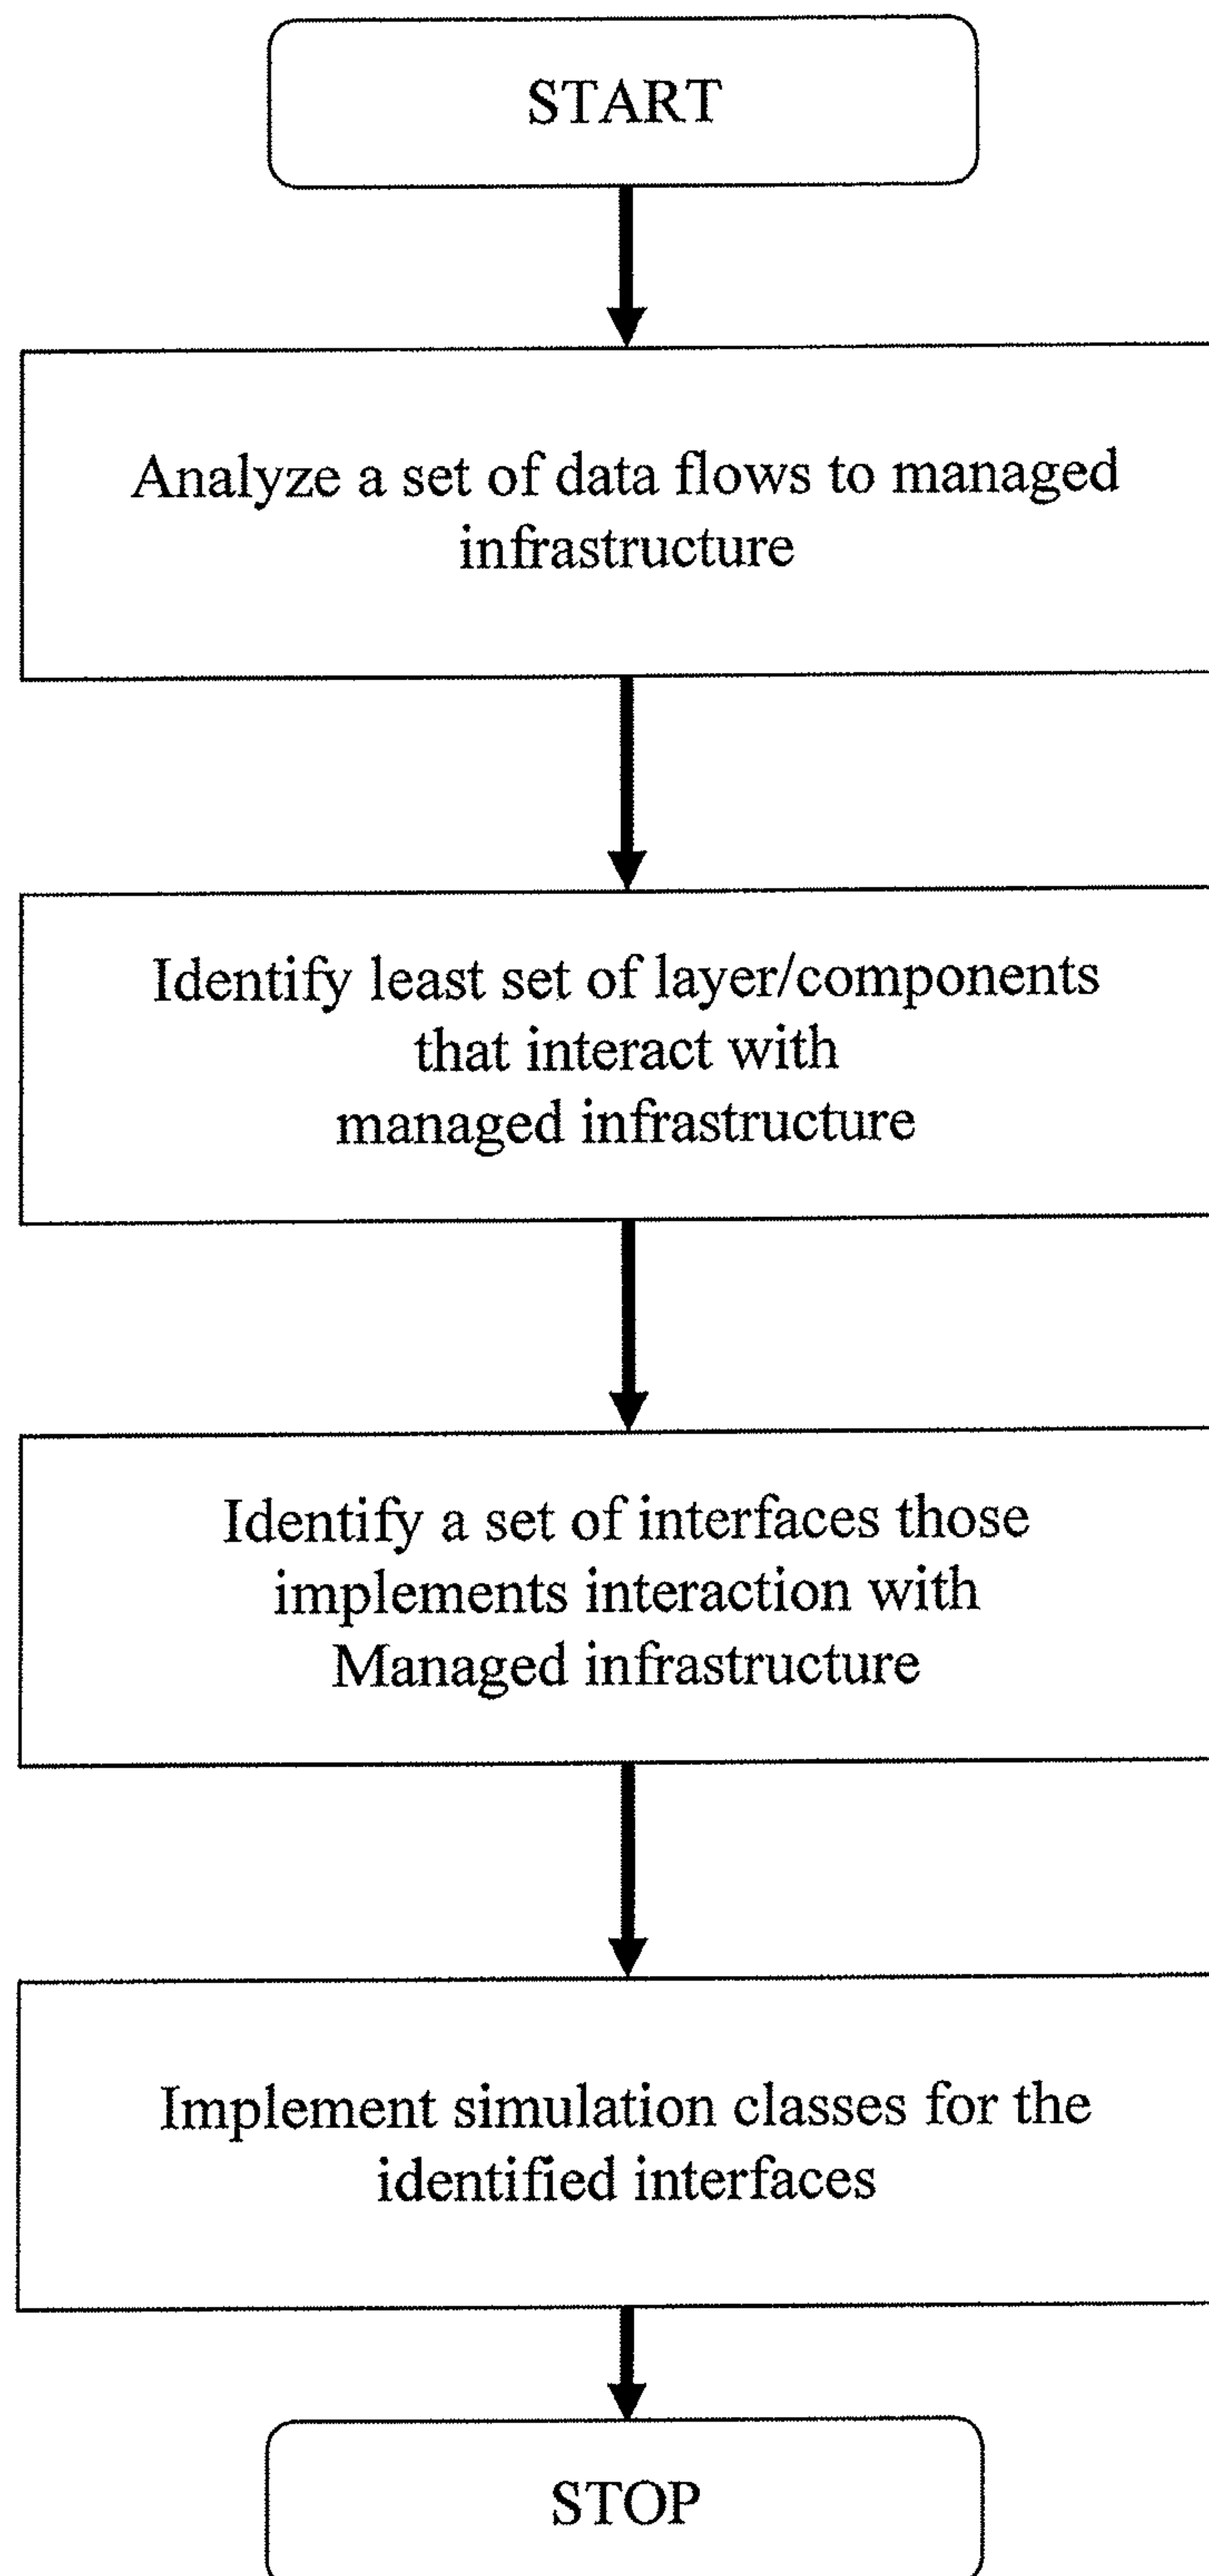 START
Analyze a set of data flows to managed
infrastructure
Identify least set of layer/components
that interact with
managed infrastructure
Identify a set of interfaces those
implements interaction with
Managed infrastructure
Implement simulation classes for the
identified interfaces
STOP